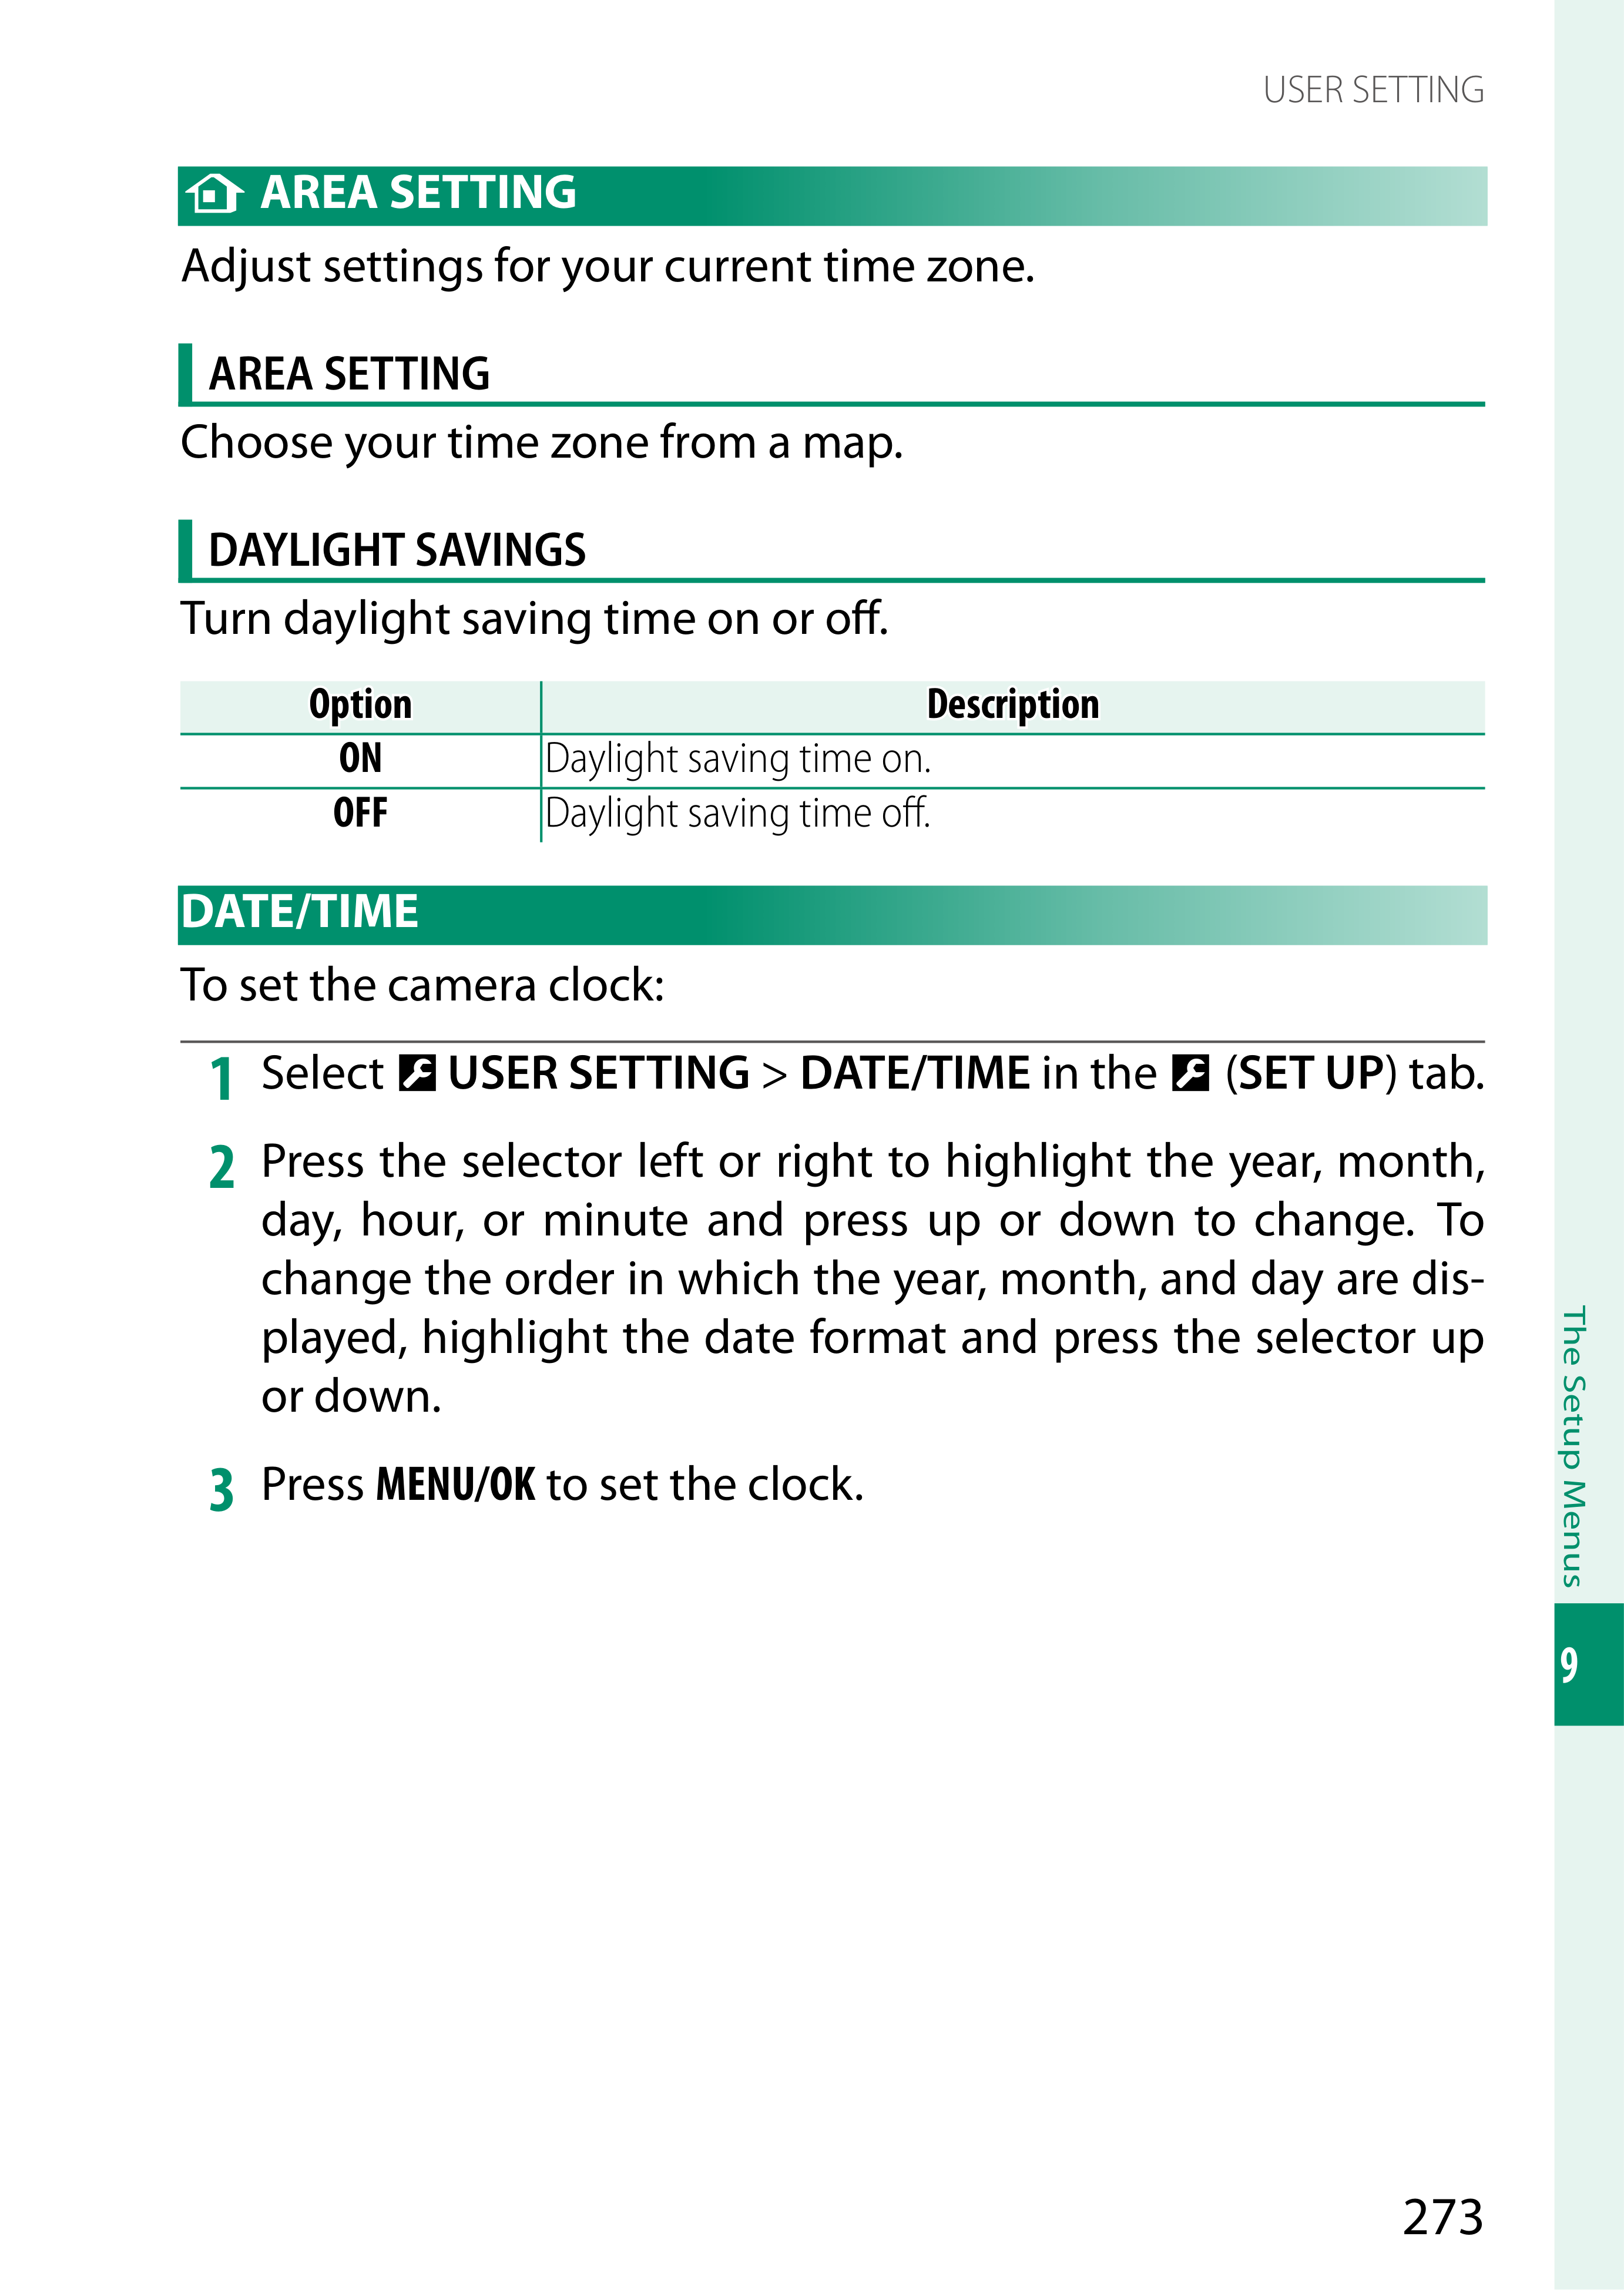 USER SETTING
AREA SETTING
Adjust settings for your current time zone.
AREA SETTING
Choose your time zone from a map.
DAYLIGHT SAVINGS
Turn daylight saving time on or off.
Option Description
ON Daylight saving time on.
OFF Daylight saving time off.
DATE/TIME
To set the camera clock:
1 Select USER SETTING > DATE/TIME in the (SET UP) tab.
2 Press the selector left or right to highlight the year, month,
day, hour, or minute and press up or down to change. To
change the order in which the year, month, and day are dis-
played, highlight the date format and press the selector up
or down.
3 Press MENU/OK to set the clock.
The Setup Menus
9
273